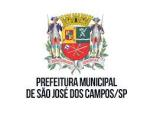 PREFEITURA MUNICIPAL
DE SÃO JOSÉ DOS CAMPOS/SP